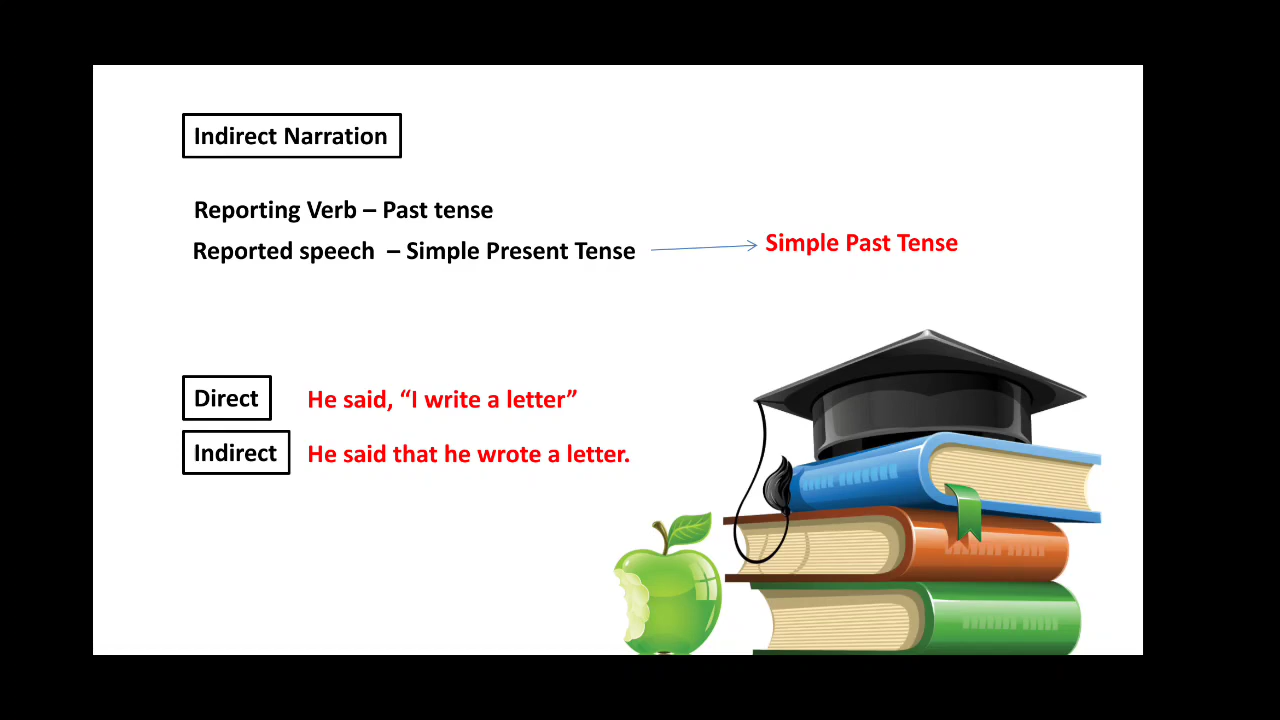 Indirect Narration
Reporting Verb – Past tense
Reported speech – Simple Present Tense
Simple Past Tense
Direct
He said, “I write a letter”
Indirect
He said that he wrote a letter.